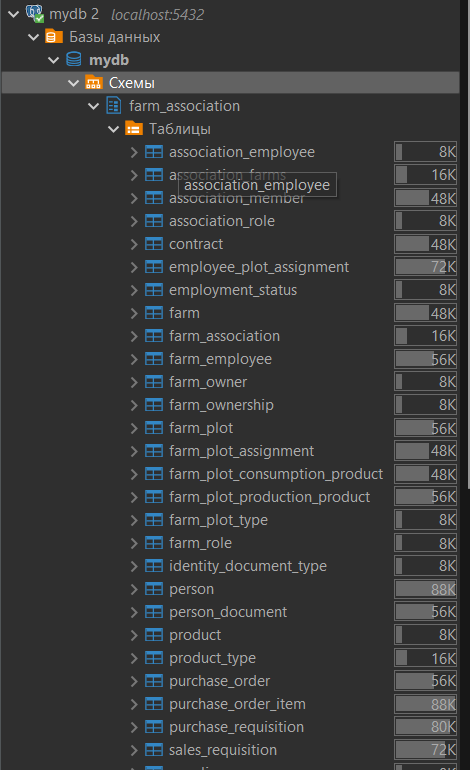 mydb 2 localhost:5432
Базы данных
mydb
Схемы
farm_association
Таблицы
association_employee 8K
association_farms 16K
association_employee
association_member 48K
association_role 8K
contract 48K
employee_plot_assignment 72K
employment_status 8K
farm 48K
farm_association 16K
farm_employee 56K
farm_owner 8K
farm_ownership 8K
farm_plot 56K
farm_plot_assignment 48K
farm_plot_consumption_product 48K
farm_plot_production_product 56K
farm_plot_type 8K
farm_role 8K
identity_document_type 8K
person 88K
person_document 56K
product 8K
product_type 16K
purchase_order 56K
purchase_order_item 88K
purchase_requisition 80K
sales_requisition 72K